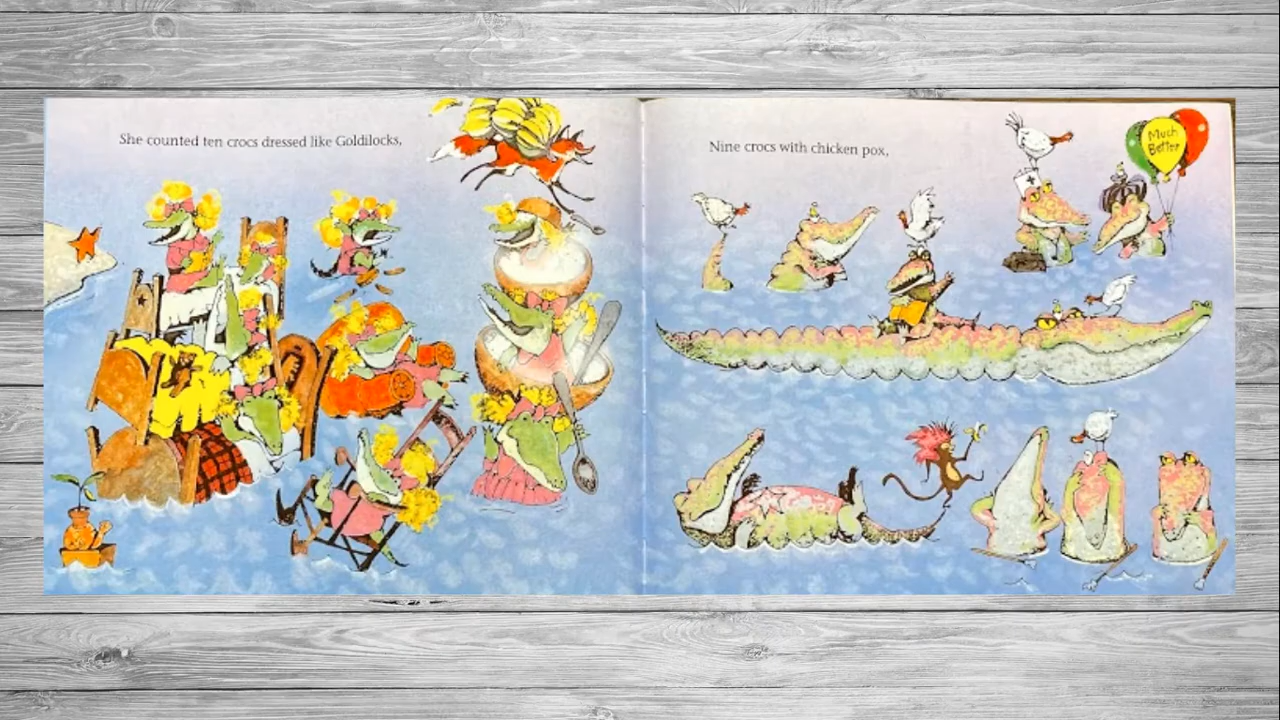 She counted ten crocs dressed like Goldilocks,
Nine crocs with chicken pox,
Much
Better